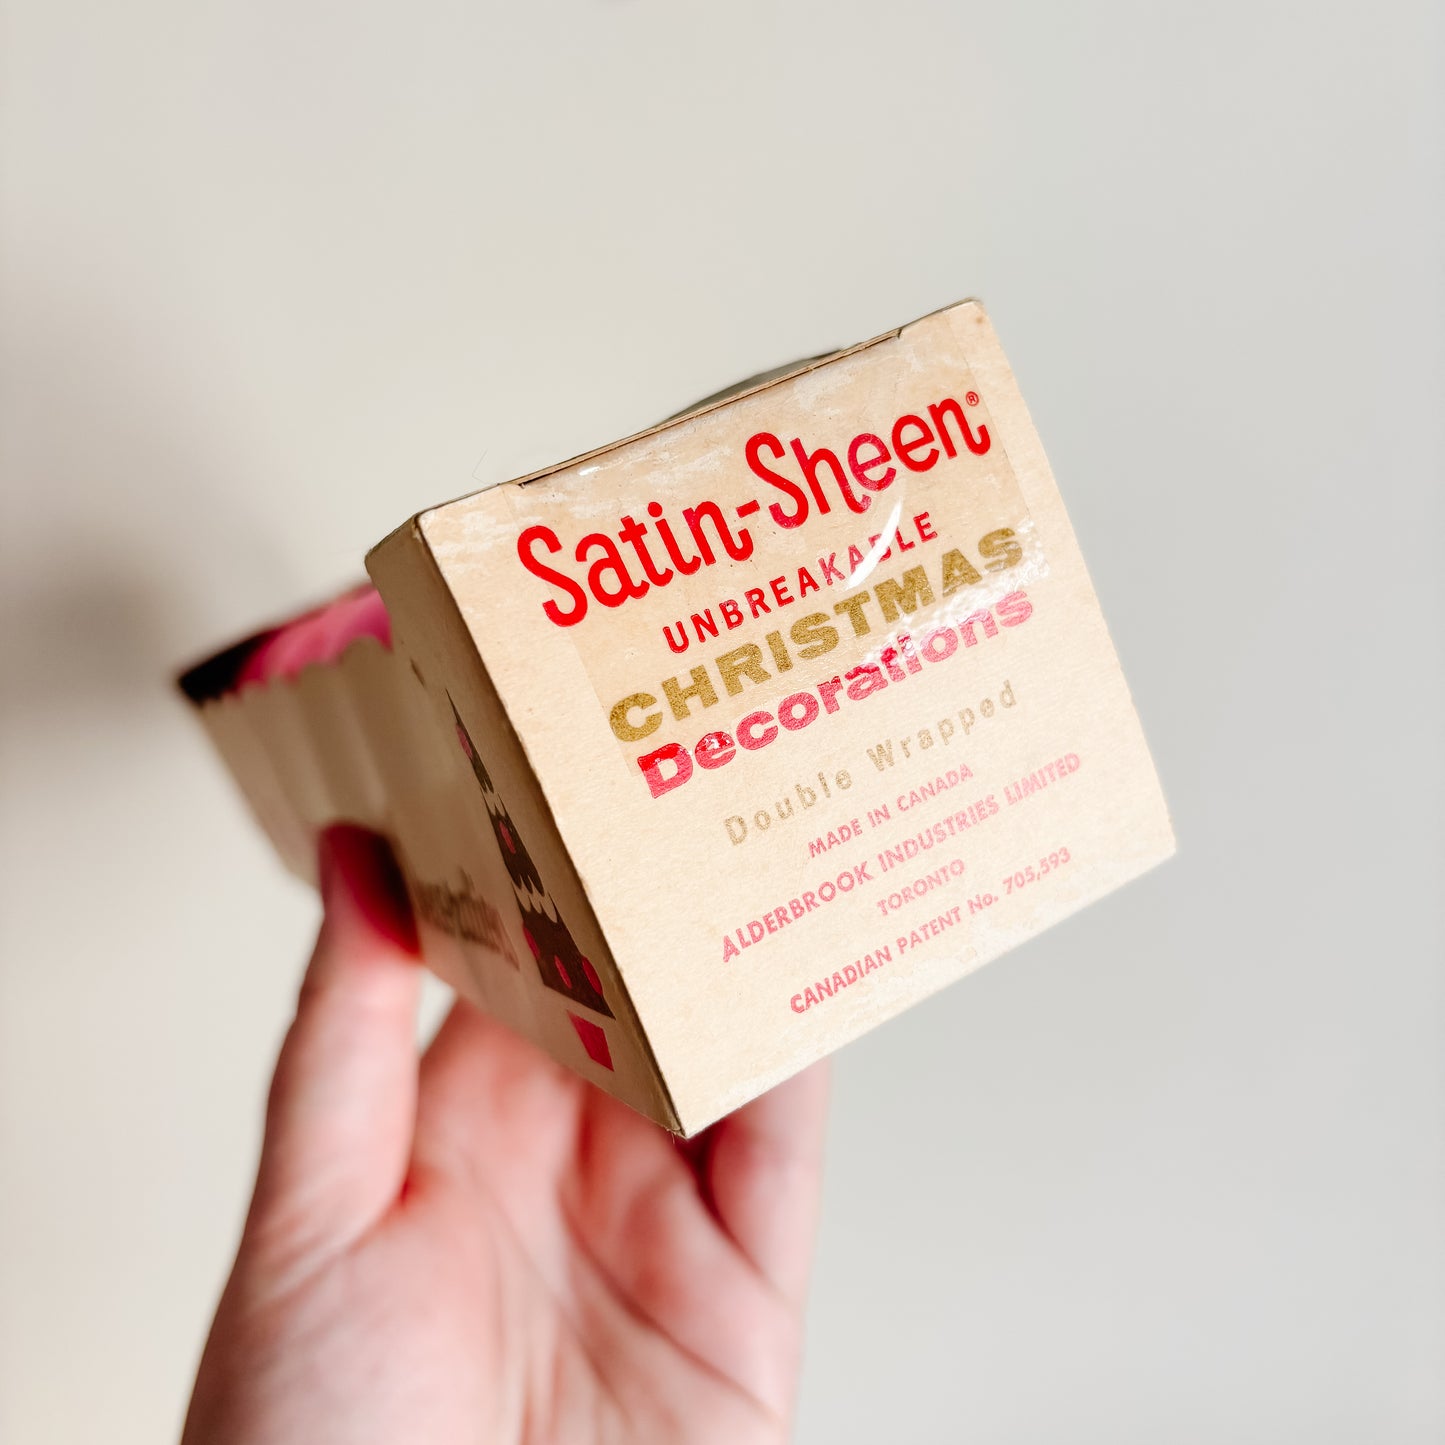 Satin-Sheen®
UNBREAKABLE
CHRISTMAS
Decorations
Double Wrapped
MADE IN CANADA
ALDERBROOK INDUSTRIES LIMITED
TORONTO
CANADIAN PATENT No. 705,593